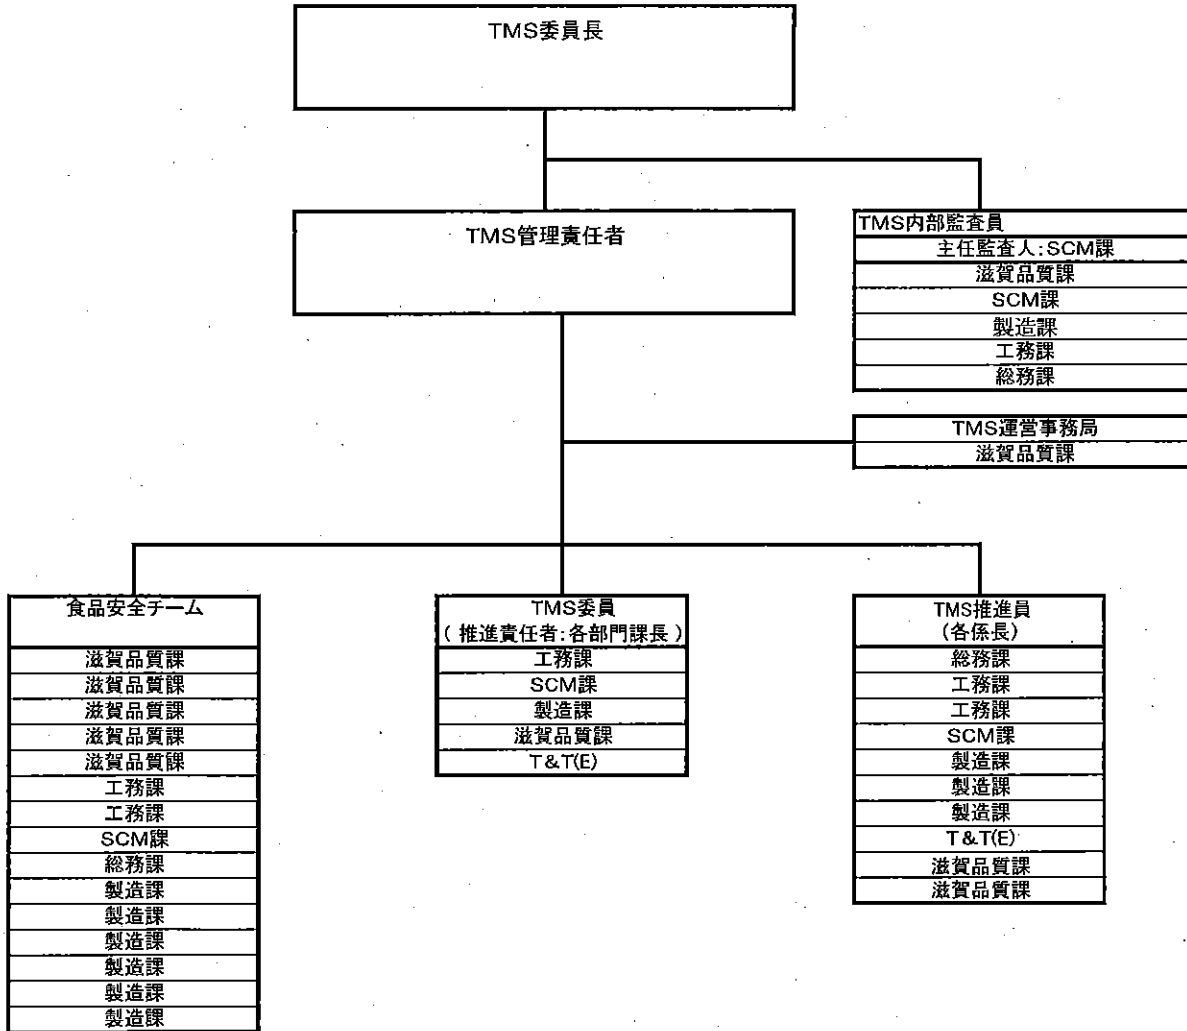 TMS委員長
TMS管理責任者
TMS内部監査員
主任監査人:SCM課
滋賀品質課
SCM課
製造課
工務課
総務課
TMS運営事務局
滋賀品質課
食品安全チーム
滋賀品質課
滋賀品質課
滋賀品質課
滋賀品質課
滋賀品質課
工務課
工務課
SCM課
総務課
製造課
製造課
製造課
製造課
製造課
製造課
TMS委員
(推進責任者:各部門課長)
工務課
SCM課
製造課
滋賀品質課
T&T(E)
TMS推進員
(各係長)
総務課
工務課
工務課
SCM課
製造課
製造課
製造課
T&T(E)
滋賀品質課
滋賀品質課